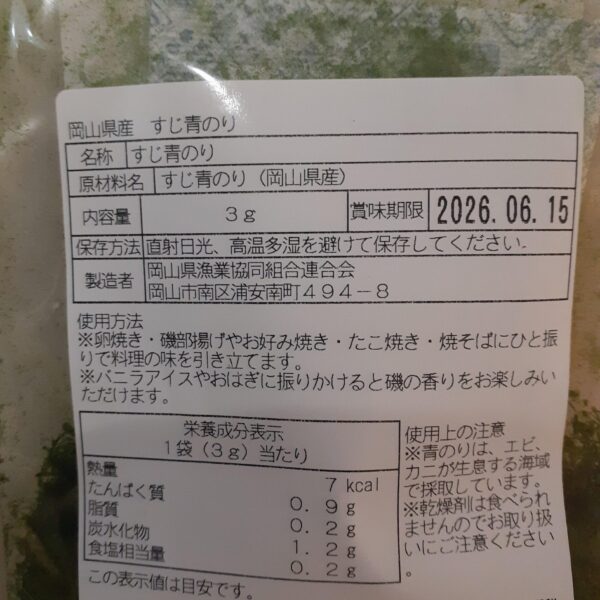 岡山県産 すじ青のり
名称 すじ青のり
原材料名 すじ青のり（岡山県産）
内容量 3g 賞味期限 2026.06.15
保存方法 直射日光、高温多湿を避けて保存してください。
製造者 岡山県漁業協同組合連合会
岡山市南区浦安南町494-8
使用方法
※卵焼き・磯部揚げやお好み焼き・たこ焼き・焼そばにひと振
りで料理の味を引き立てます。
※バニラアイスやおはぎに振りかけると磯の香りをお楽しみい
ただけます。
栄養成分表示
1袋（3g）当たり
熱量 7 kcal
たんぱく質 0.9g
脂質 0.2g
炭水化物 1.2g
食塩相当量 0.2g
この表示値は目安です。
使用上の注意
※青のりは、エビ、
カニが生息する海域
で採取しています。
※乾燥剤は食べられ
ませんのでお取り扱
いにご注意ください
。